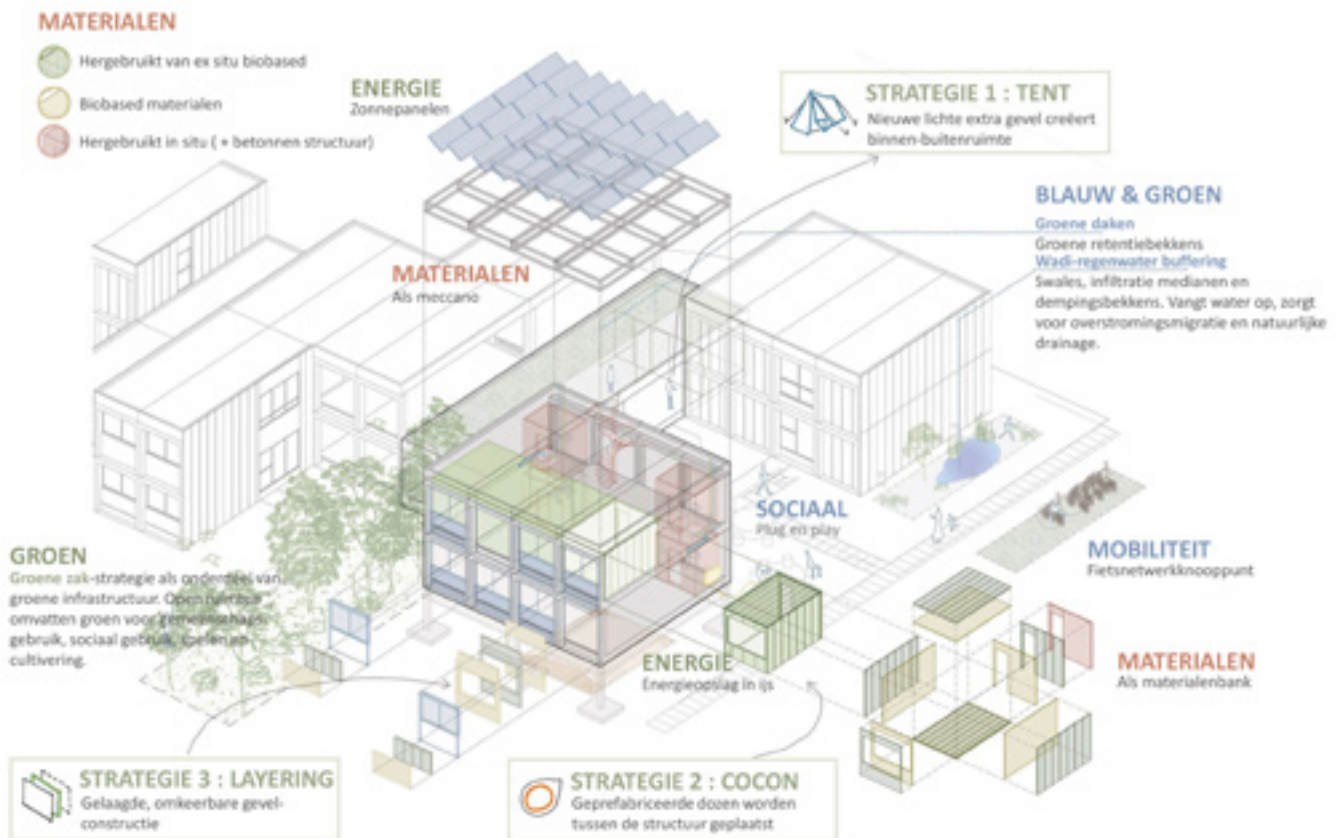 MATERIALEN
Hergebruikt van ex situ biobased
Biobased materialen
Hergebruikt in situ ( + betonnen structuur)
ENERGIE
Zonnepanelen
STRATEGIE 1 : TENT
Nieuwe lichte extra gevel creëert
binnen-buitenruimte
BLAUW & GROEN
Groene daken
Groene retentiebekkens
Wadi-regenwater buffering
Swales, infiltratie medianen en
dempingsbekkens. Vangt water op, zorgt
voor overstromingsmigratie en natuurlijke
drainage.
MATERIALEN
Als meccano
SOCIAAL
Plug en play
MOBILITEIT
Fietsnetwerkknooppunt
GROEN
Groene zak-strategie als onderdeel van
groene infrastructuur. Open ruimten
omvatten groen voor gemeenschaps-
gebruik, sociaal gebruik, spelen en
cultivering.
ENERGIE
Energieopslag in ijs
MATERIALEN
Als materialenbank
STRATEGIE 3 : LAYERING
Gelaagde, omkeerbare gevel-
constructie
STRATEGIE 2 : COCON
Geprefabriceerde dozen worden
tussen de structuur geplaatst